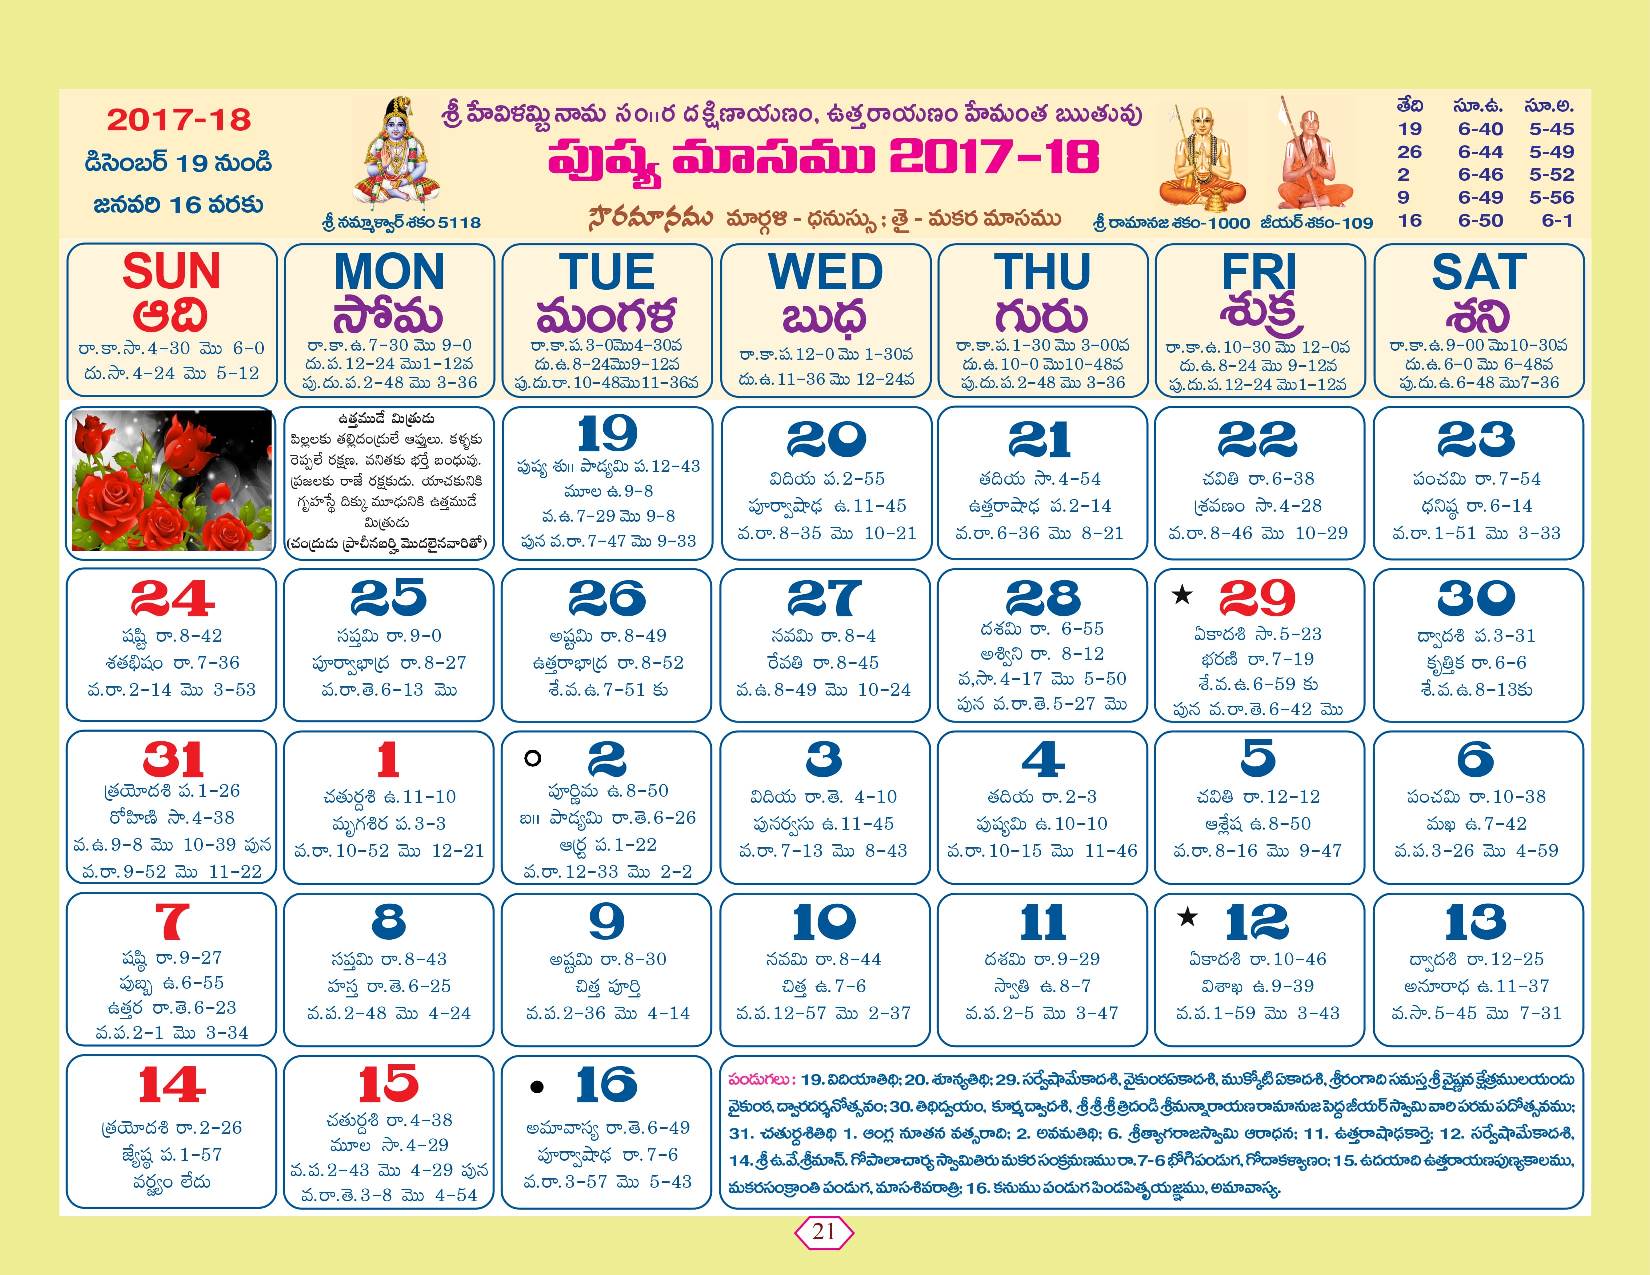 2017-18
డిసెంబర్ 19 నుండి
జనవరి 16 వరకు
శ్రీ నమ్మాళ్వార్ శకం 5118
శ్రీ హేవిళమ్బి నామ సం॥ర దక్షిణాయణం, ఉత్తరాయణం హేమంత ఋతువు
పుష్య మాసము 2017-18
సౌరమానము మార్గళి - ధనుస్సు ; తై - మకర మాసము
శ్రీ రామానజ శకం-1000 జీయర్ శకం-109
తేది సూ.ఉ. సూ.అ.
19 6-40 5-45
26 6-44 5-49
2 6-46 5-52
9 6-49 5-56
16 6-50 6-1
SUN
ఆది
రా.కా.సా.4-30 మొ 6-0
దు.సా.4-24 మొ 5-12
MON
సోమ
రా.కా.ఉ.7-30 మొ 9-0
దు.ప.12-24 మొ1-12వ
పు.దు.ప.2-48 మొ 3-36
TUE
మంగళ
రా.కా.ప.3-0మొ4-30వ
దు.ఉ.8-24మొ9-12వ
పు.దు.రా.10-48మొ11-36వ
WED
బుధ
రా.కా.ప.12-0 మొ 1-30వ
దు.ఉ.11-36 మొ 12-24వ
THU
గురు
రా.కా.ప.1-30 మొ 3-00వ
దు.ఉ.10-0 మొ10-48వ
పు.దు.ప.2-48 మొ 3-36
FRI
శుక్ర
రా.కా.ఉ.10-30 మొ 12-0వ
దు.ఉ.8-24 మొ 9-12వ
పు.దు.ప.12-24 మొ1-12వ
SAT
శని
రా.కా.ఉ.9-00 మొ10-30వ
దు.ఉ.6-0 మొ 6-48వ
పు.దు.ఉ.6-48 మొ7-36
ఉత్తముడే మిత్రుడు
పిల్లలకు తల్లిదండ్రులే ఆప్తులు. కళ్ళకు
రెప్పలే రక్షణ. వనితకు భర్తే బంధువు.
ప్రజలకు రాజే రక్షకుడు. యాచకునికి
గృహస్థే దిక్కు మూఢునికి ఉత్తముడే
మిత్రుడు
(చంద్రుడు ప్రాచీనబర్హి మొదలైనవారితో)
19
పుష్య శు॥ పాడ్యమి ప.12-43
మూల ఉ.9-8
వ.ఉ.7-29 మొ 9-8
పున వ.రా.7-47 మొ 9-33
20
విదియ ప.2-55
పూర్వాషాఢ ఉ.11-45
వ.రా.8-35 మొ 10-21
21
తదియ సా.4-54
ఉత్తరాషాఢ ప.2-14
వ.రా.6-36 మొ 8-21
22
చవితి రా.6-38
శ్రవణం సా.4-28
వ.రా.8-46 మొ 10-29
23
పంచమి రా.7-54
ధనిష్ఠ రా.6-14
వ.రా.1-51 మొ 3-33
24
షష్టి రా.8-42
శతభిషం రా.7-36
వ.రా.2-14 మొ 3-53
25
సప్తమి రా.9-0
పూర్వాభాద్ర రా.8-27
వ.రా.తె.6-13 మొ
26
అష్టమి రా.8-49
ఉత్తరాభాద్ర రా.8-52
శే.వ.ఉ.7-51 కు
27
నవమి రా.8-4
రేవతి రా.8-45
వ.ఉ.8-49 మొ 10-24
28
దశమి రా. 6-55
అశ్విని రా. 8-12
వ,సా.4-17 మొ 5-50
పున వ.రా.తె.5-27 మొ
★ 29
ఏకాదశి సా.5-23
భరణి రా.7-19
శే.వ.ఉ.6-59 కు
పున వ.రా.తె.6-42 మొ
30
ద్వాదశి ప.3-31
కృత్తిక రా.6-6
శే.వ.ఉ.8-13కు
31
త్రయోదశి ప.1-26
రోహిణి సా.4-38
వ.ఉ.9-8 మొ 10-39 పున
వ.రా.9-52 మొ 11-22
1
చతుర్దశి ఉ.11-10
మృగశిర ప.3-3
వ.రా.10-52 మొ 12-21
2
పూర్ణిమ ఉ.8-50
బ॥ పాడ్యమి రా.తె.6-26
ఆర్ద్ర ప.1-22
వ.రా.12-33 మొ 2-2
3
విదియ రా.తె. 4-10
పునర్వసు ఉ.11-45
వ.రా.7-13 మొ 8-43
4
తదియ రా.2-3
పుష్యమి ఉ.10-10
వ.రా.10-15 మొ 11-46
5
చవితి రా.12-12
ఆశ్లేష ఉ.8-50
వ.రా.8-16 మొ 9-47
6
పంచమి రా.10-38
మఖ ఉ.7-42
వ.ప.3-26 మొ 4-59
7
షష్ఠి రా.9-27
పుబ్బ ఉ.6-55
ఉత్తర రా.తె.6-23
వ.ప.2-1 మొ 3-34
8
సప్తమి రా.8-43
హస్త రా.తె.6-25
వ.ప.2-48 మొ 4-24
9
అష్టమి రా.8-30
చిత్త పూర్తి
వ.ప.2-36 మొ 4-14
10
నవమి రా.8-44
చిత్త ఉ.7-6
వ.ప.12-57 మొ 2-37
11
దశమి రా.9-29
స్వాతి ఉ.8-7
వ.ప.2-5 మొ 3-47
★ 12
ఏకాదశి రా.10-46
విశాఖ ఉ.9-39
వ.ప.1-59 మొ 3-43
13
ద్వాదశి రా.12-25
అనూరాధ ఉ.11-37
వ.సా.5-45 మొ 7-31
14
త్రయోదశి రా.2-26
జ్యేష్ఠ ప.1-57
వర్జ్యం లేదు
15
చతుర్దశి రా.4-38
మూల సా.4-29
వ.ప.2-43 మొ 4-29 పున
వ.రా.తె.3-8 మొ 4-54
16
అమావాస్య రా.తె.6-49
పూర్వాషాఢ రా.7-6
వ.రా.3-57 మొ 5-43
పండుగలు : 19. విదియాతిథి; 20. శూన్యతిథి; 29. సర్వేషామేకాదశి, వైకుంఠఏకాదశి, ముక్కోటి ఏకాదశి, శ్రీరంగాది సమస్త శ్రీ వైష్ణవ క్షేత్రములయందు
వైకుంఠ, ద్వారదర్శనోత్సవం; 30. తిథిద్వయం, కూర్మద్వాదశి, శ్రీ శ్రీ శ్రీ త్రిదండి శ్రీమన్నారాయణ రామానుజ పెద్ద జీయర్ స్వామి వారి పరమ పదోత్సవము;
31. చతుర్దశితిథి 1. ఆంగ్ల నూతన వత్సరాది; 2. అవమతిథి; 6. శ్రీత్యాగరాజస్వామి ఆరాధన; 11. ఉత్తరాషాఢకార్తె; 12. సర్వేషామేకాదశి,
14. శ్రీ ఉ.వే.శ్రీమాన్. గోపాలాచార్య స్వామితిరు మకర సంక్రమణము రా.7-6 భోగిపండుగ, గోదాకళ్యాణం; 15. ఉదయాది ఉత్తరాయణపుణ్యకాలము,
మకరసంక్రాంతి పండుగ, మాసశివరాత్రి; 16. కనుము పండుగ పిండపితృయజ్ఞము, అమావాస్య.
21